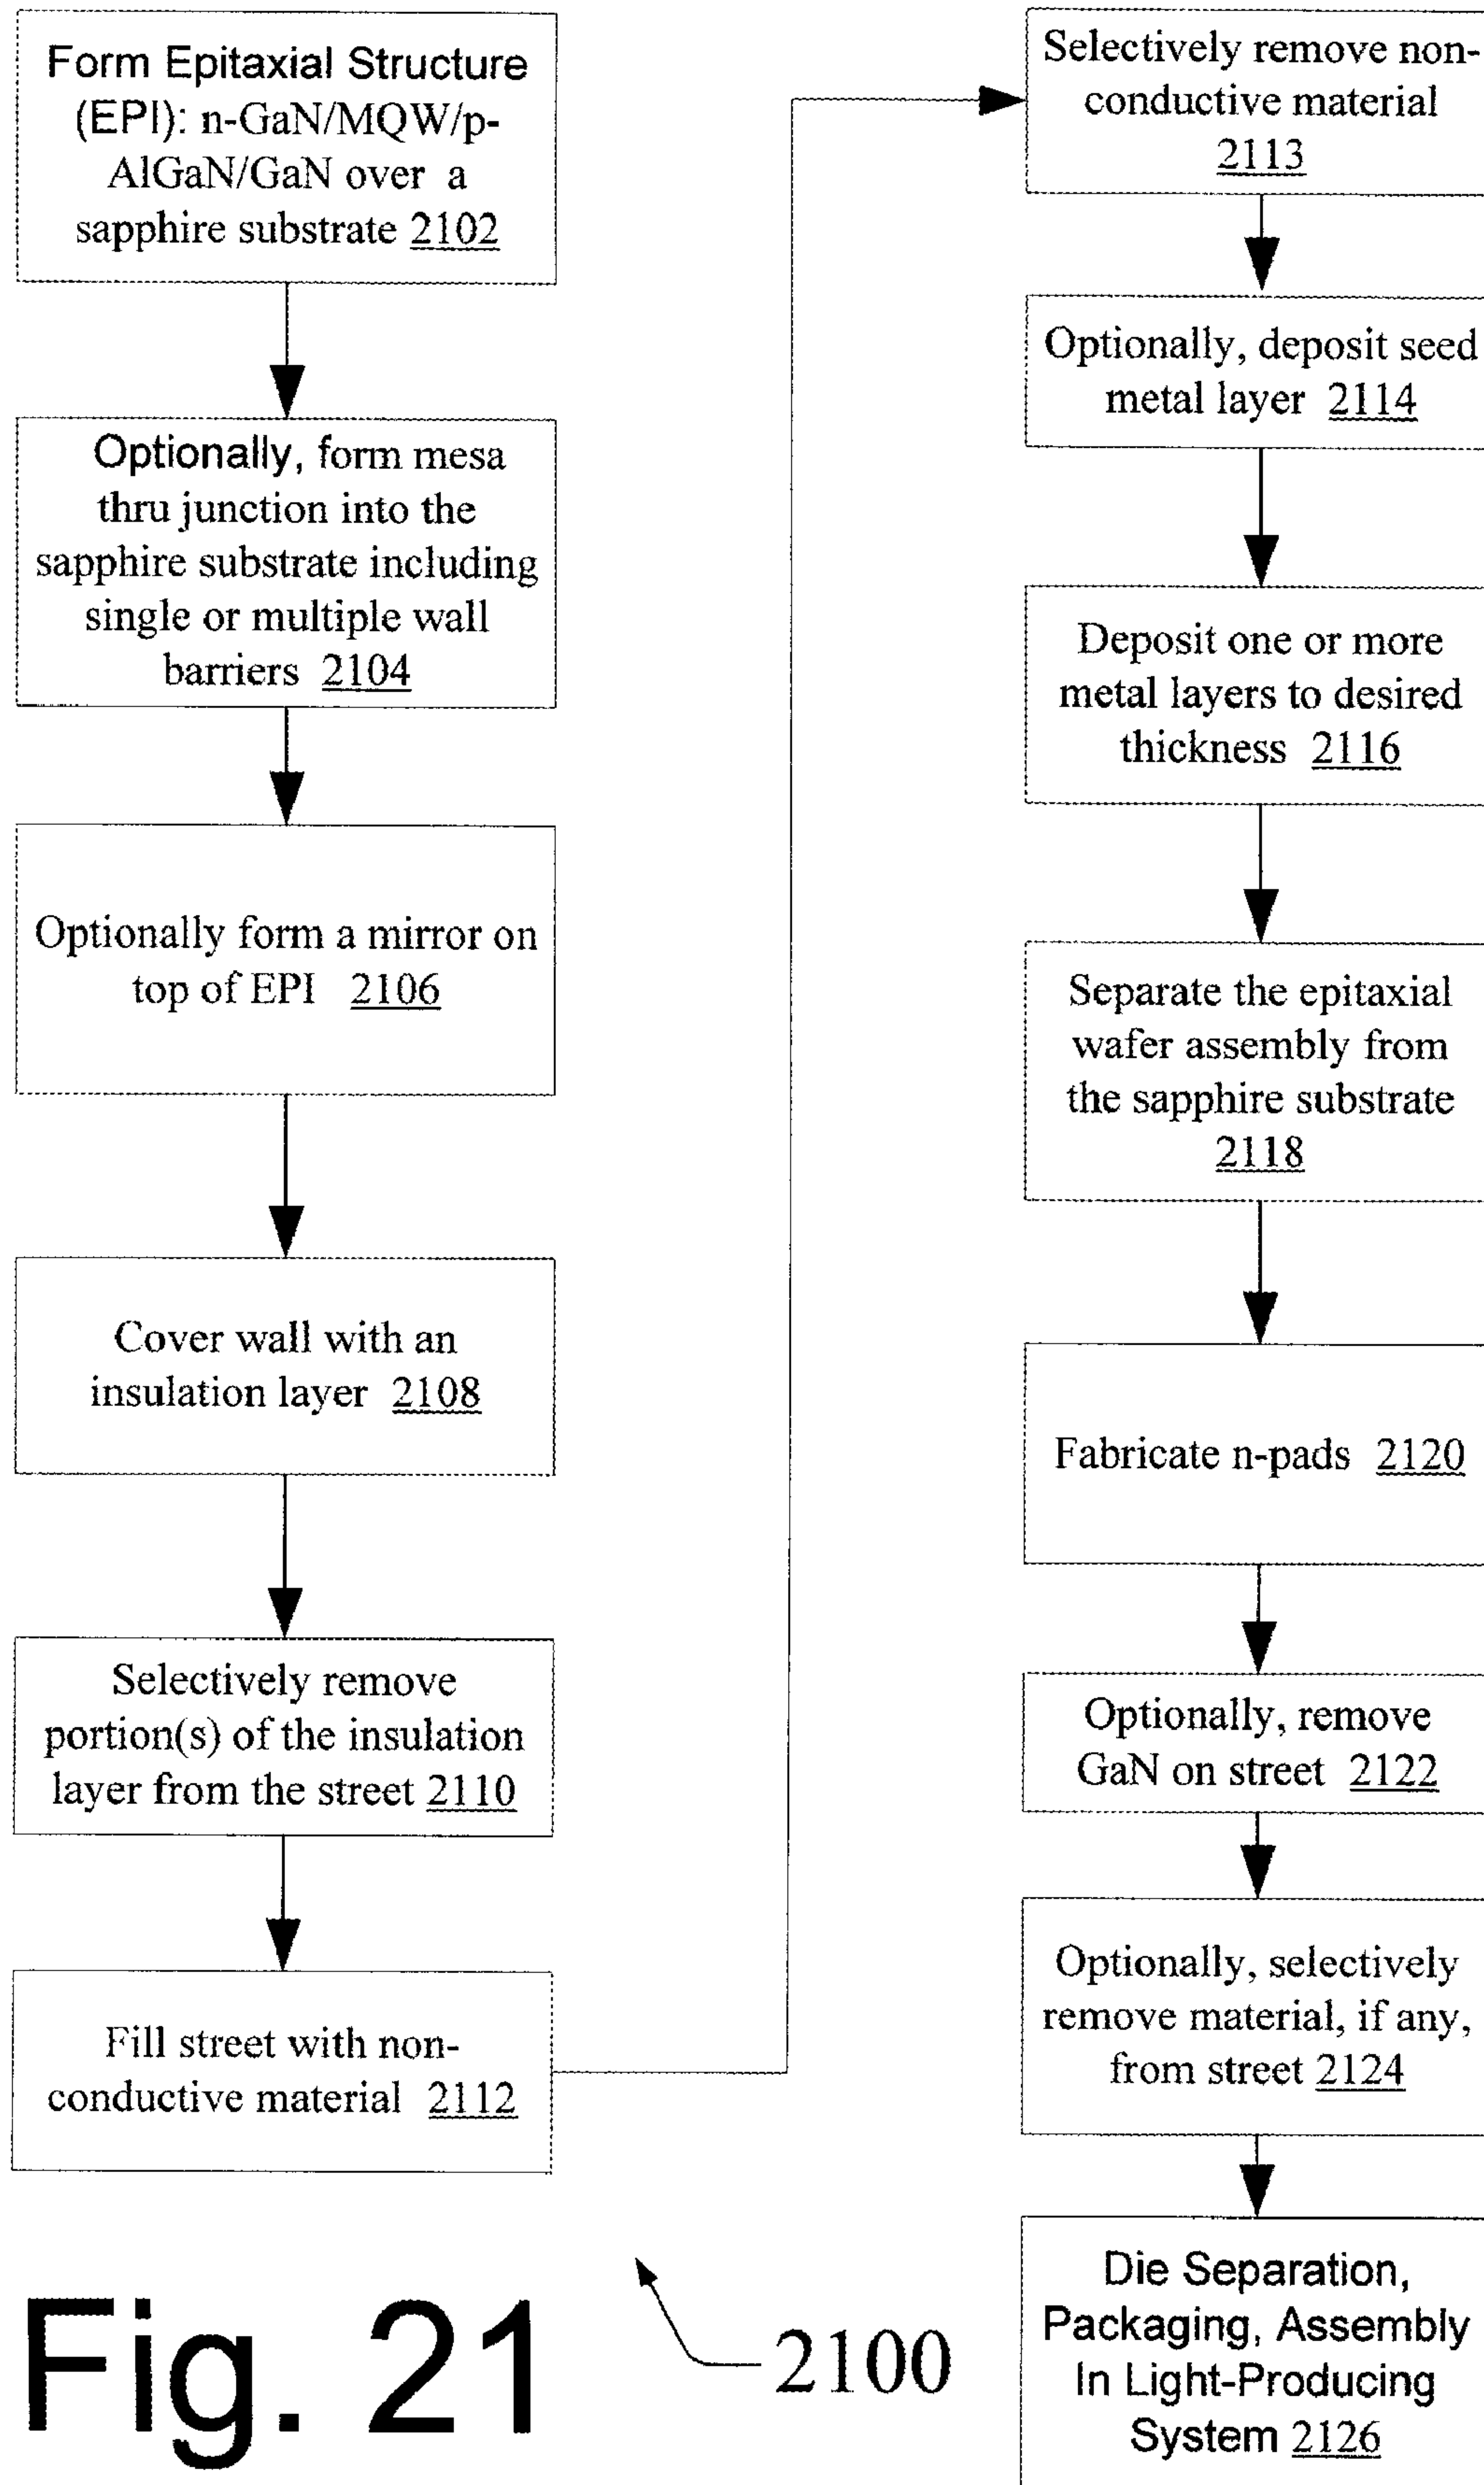 Form Epitaxial Structure
(EPI): n-GaN/MQW/p-
AlGaN/GaN over a
sapphire substrate 2102
Optionally, form mesa
thru junction into the
sapphire substrate including
single or multiple wall
barriers 2104
Optionally form a mirror on
top of EPI 2106
Cover wall with an
insulation layer 2108
Selectively remove
portion(s) of the insulation
layer from the street 2110
Fill street with non-
conductive material 2112
Selectively remove non-
conductive material
2113
Optionally, deposit seed
metal layer 2114
Deposit one or more
metal layers to desired
thickness 2116
Separate the epitaxial
wafer assembly from
the sapphire substrate
2118
Fabricate n-pads 2120
Optionally, remove
GaN on street 2122
Optionally, selectively
remove material, if any,
from street 2124
Die Separation,
Packaging, Assembly
In Light-Producing
System 2126
Fig. 21
2100